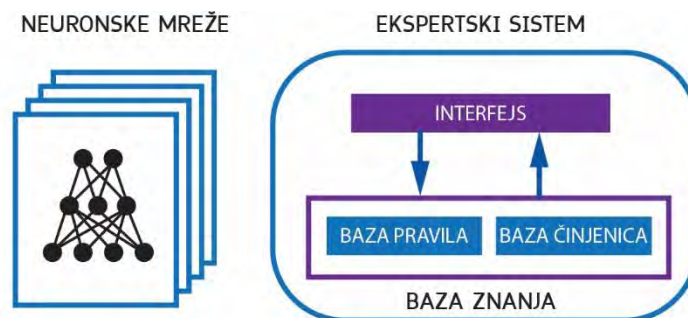 NEURONSKE MREŽE
EKSPERTSKI SISTEM
INTERFEJS
BAZA PRAVILA
BAZA ČINJENICA
BAZA ZNANJA